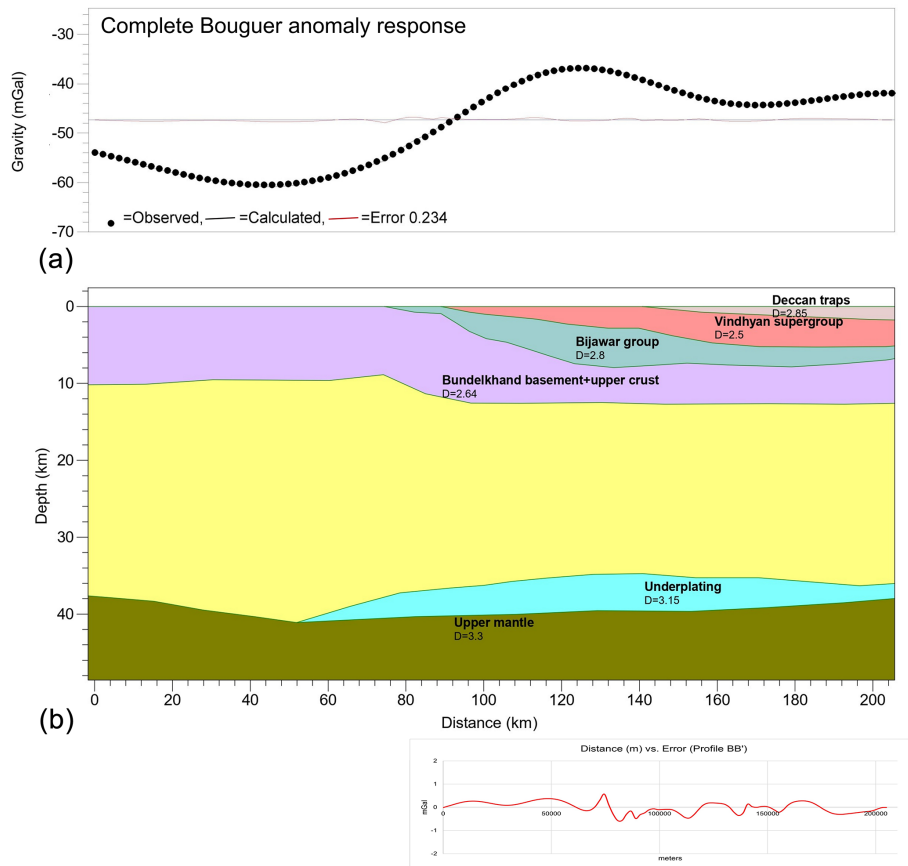 Complete Bouguer anomaly response
-30
-40
-50
-60
-70
Gravity (mGal)
=Observed, =Calculated, =Error 0.234
(a)
0
10
20
30
40
Depth (km)
Deccan traps
D=2.85
Vindhyan supergroup
D=2.5
Bijawar group
D=2.8
Bundelkhand basement+upper crust
D=2.64
Underplating
D=3.15
Upper mantle
D=3.3
0 20 40 60 80 100 120 140 160 180 200
Distance (km)
(b)
Distance (m) vs. Error (Profile BB')
2
1
0
-1
-2
mGal
0 50000 100000 150000 200000
meters